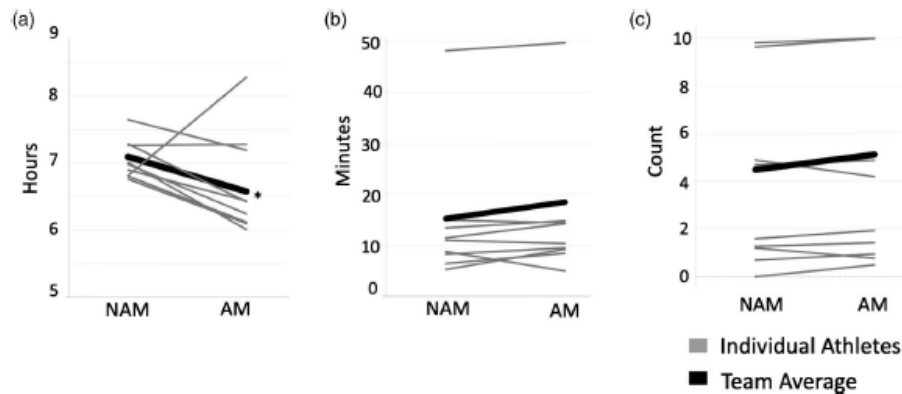 (a)
9
8
7
6
5
Hours
NAM AM
*
(b)
50
40
30
20
10
0
Minutes
NAM AM
(c)
10
8
6
4
2
0
Count
NAM AM
Individual Athletes
Team Average